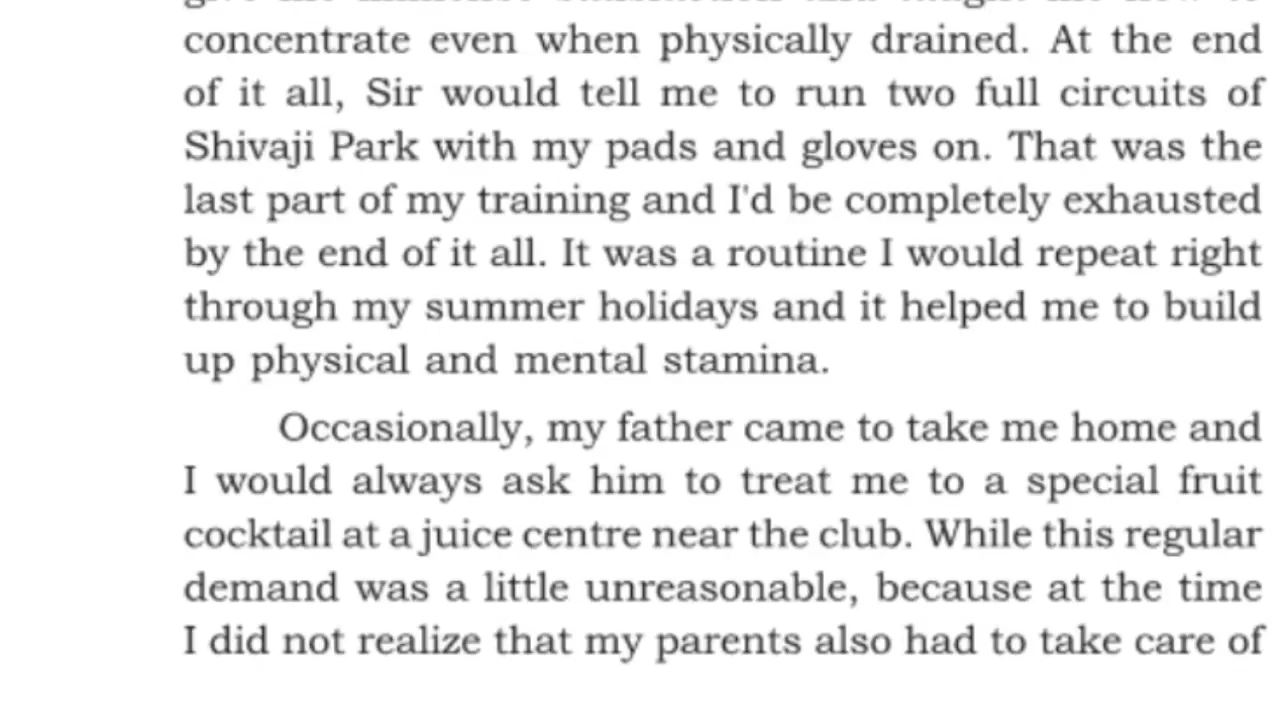 concentrate even when physically drained. At the end
of it all, Sir would tell me to run two full circuits of
Shivaji Park with my pads and gloves on. That was the
last part of my training and I'd be completely exhausted
by the end of it all. It was a routine I would repeat right
through my summer holidays and it helped me to build
up physical and mental stamina.
Occasionally, my father came to take me home and
I would always ask him to treat me to a special fruit
cocktail at a juice centre near the club. While this regular
demand was a little unreasonable, because at the time
I did not realize that my parents also had to take care of